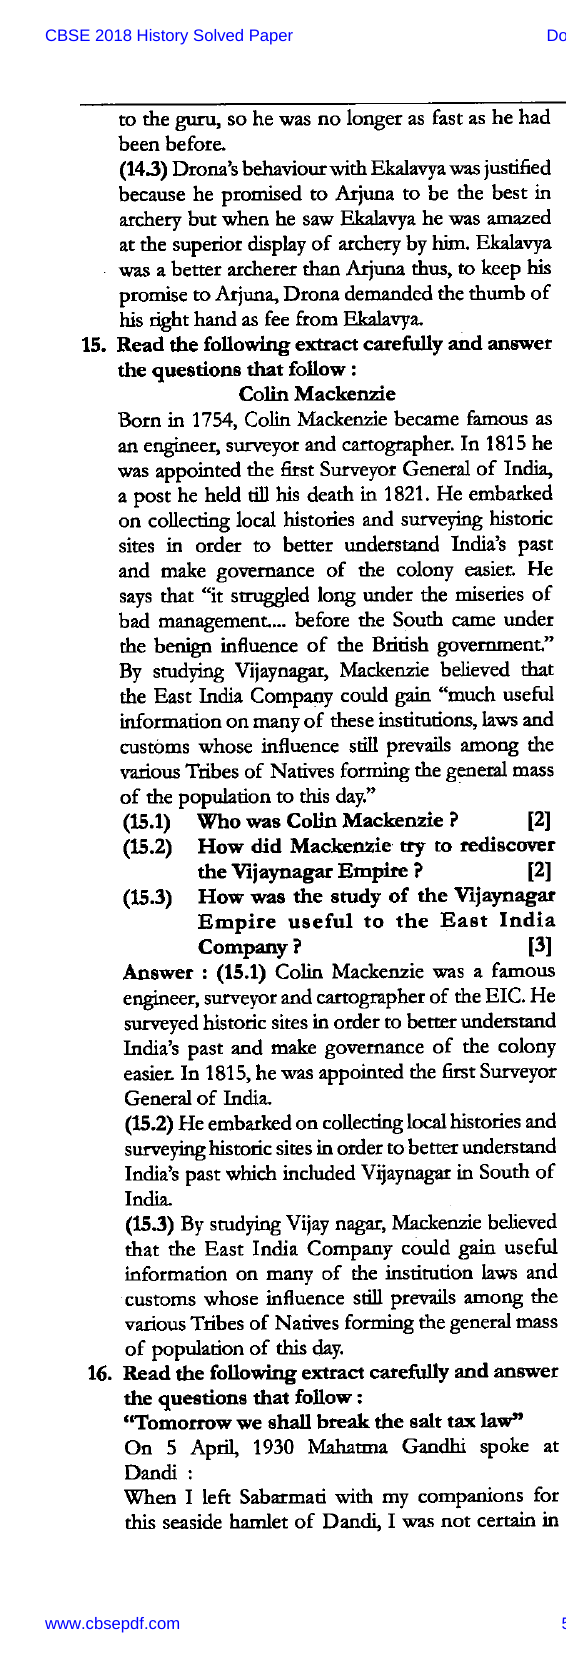 CBSE 2018 History Solved Paper
Do
to the guru, so he was no longer as fast as he had
been before.
(14.3) Drona's behaviour with Ekalavya was justified
because he promised to Arjuna to be the best in
archery but when he saw Ekalavya he was amazed
at the superior display of archery by him. Ekalavya
was a better archerer than Arjuna thus, to keep his
promise to Arjuna, Drona demanded the thumb of
his right hand as fee from Ekalavya.
15. Read the following extract carefully and answer
the questions that follow :
Colin Mackenzie
Born in 1754, Colin Mackenzie became famous as
an engineer, surveyor and cartographer. In 1815 he
was appointed the first Surveyor General of India,
a post he held till his death in 1821. He embarked
on collecting local histories and surveying historic
sites in order to better understand India's past
and make governance of the colony easier. He
says that "it struggled long under the miseries of
bad management.... before the South came under
the benign influence of the British government."
By studying Vijaynagar, Mackenzie believed that
the East India Company could gain "much useful
information on many of these institutions, laws and
customs whose influence still prevails among the
various Tribes of Natives forming the general mass
of the population to this day."
(15.1) Who was Colin Mackenzie ? [2]
(15.2) How did Mackenzie try to rediscover
the Vijaynagar Empire ? [2]
(15.3) How was the study of the Vijaynagar
Empire useful to the East India
Company ? [3]
Answer : (15.1) Colin Mackenzie was a famous
engineer, surveyor and cartographer of the EIC. He
surveyed historic sites in order to better understand
India's past and make governance of the colony
easier. In 1815, he was appointed the first Surveyor
General of India.
(15.2) He embarked on collecting local histories and
surveying historic sites in order to better understand
India's past which included Vijaynagar in South of
India.
(15.3) By studying Vijay nagar, Mackenzie believed
that the East India Company could gain useful
information on many of the institution laws and
customs whose influence still prevails among the
various Tribes of Natives forming the general mass
of population of this day.
16. Read the following extract carefully and answer
the questions that follow :
"Tomorrow we shall break the salt tax law"
On 5 April, 1930 Mahatma Gandhi spoke at
Dandi :
When I left Sabarmati with my companions for
this seaside hamlet of Dandi, I was not certain in
www.cbsepdf.com
5